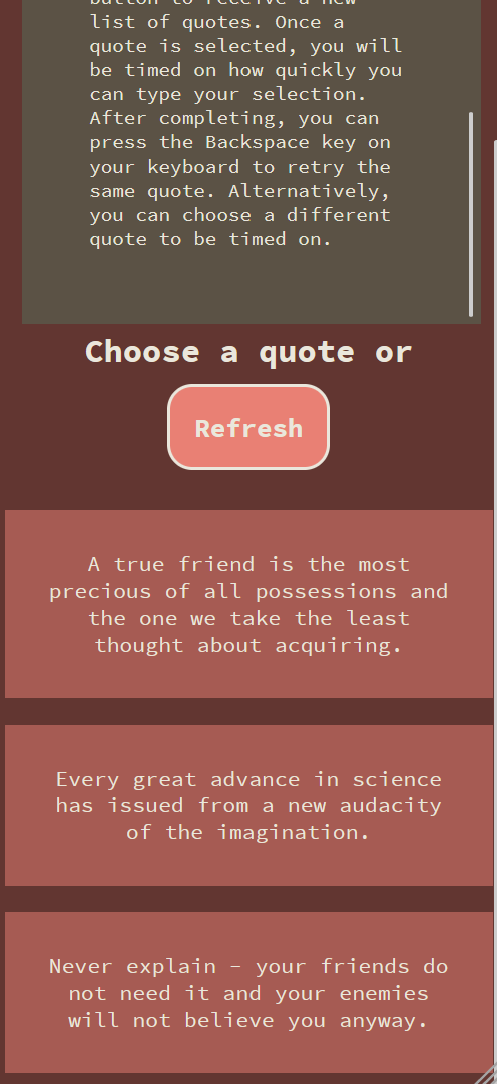 button to receive a new
list of quotes. Once a
quote is selected, you will
be timed on how quickly you
can type your selection.
After completing, you can
press the Backspace key on
your keyboard to retry the
same quote. Alternatively,
you can choose a different
quote to be timed on.
Choose a quote or
Refresh
A true friend is the most
precious of all possessions and
the one we take the least
thought about acquiring.
Every great advance in science
has issued from a new audacity
of the imagination.
Never explain – your friends do
not need it and your enemies
will not believe you anyway.